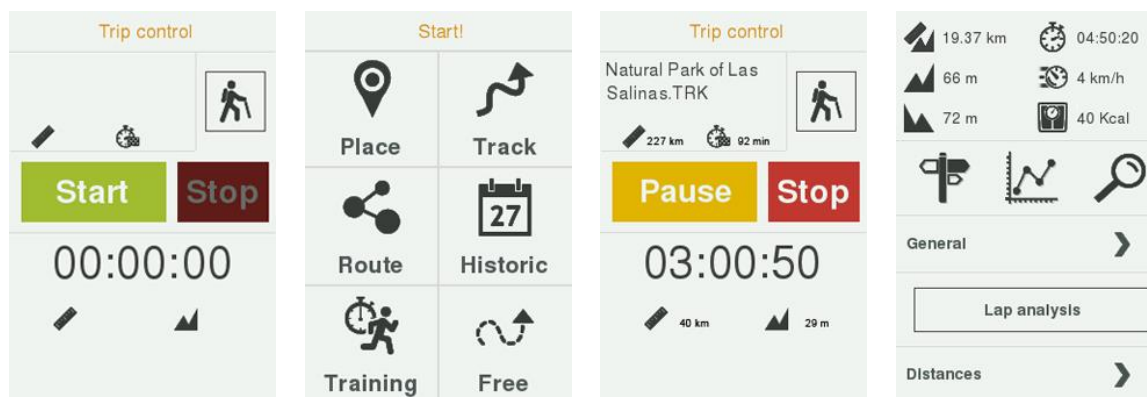 Trip control
Start Stop
00:00:00
Start!
Place Track
Route 27 Historic
Training Free
Trip control
Natural Park of Las
Salinas.TRK
227 km 92 min
Pause Stop
03:00:50
40 km 29 m
19.37 km 04:50:20
66 m 4 km/h
72 m 40 Kcal
General
Lap analysis
Distances